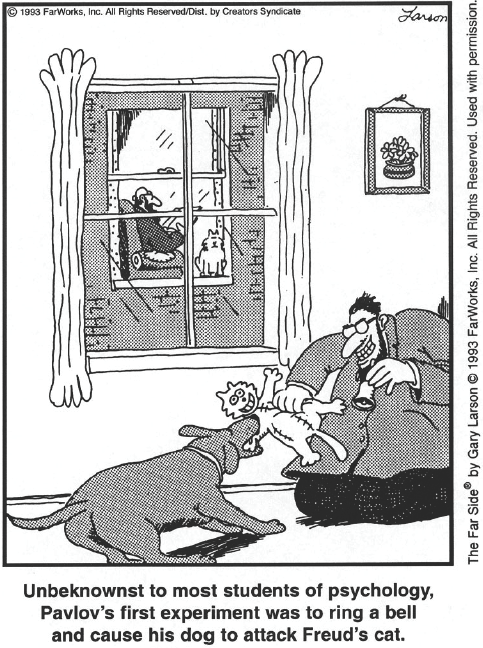 © 1993 FarWorks, Inc. All Rights Reserved/Dist. by Creators Syndicate
Larson
The Far Side® by Gary Larson © 1993 FarWorks, Inc. All Rights Reserved. Used with permission.
Unbeknownst to most students of psychology,
Pavlov's first experiment was to ring a bell
and cause his dog to attack Freud's cat.